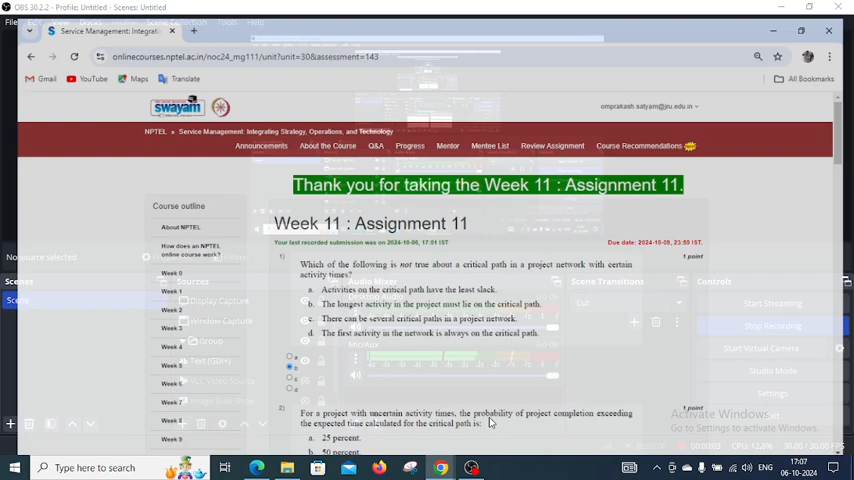 OBS 30.2.2 - Profile: Untitled - Scenes: Untitled
File
Tools
Help
Service Management: Integrati
onlinecourses.nptel.ac.in/noc24_mg111/unit?unit=30&assessment=143
Gmail
YouTube
Maps
Translate
All Bookmarks
swayam
omprakash.satyam@jru.edu.in
NPTEL » Service Management: Integrating Strategy, Operations, and Technology
Announcements
About the Course
Q&A
Progress
Mentor
Mentee List
Review Assignment
Course Recommendations
Thank you for taking the Week 11 : Assignment 11.
Course outline
About NPTEL
How does an NPTEL
online course work?
Week 0
Week 1
Week 2
Week 3
Week 4
Week 5
Week 6
Week 7
Week 8
Week 9
Week 11 : Assignment 11
Your last recorded submission was on 2024-10-06, 17:01 IST
Due date: 2024-10-09, 23:59 IST.
1)
1 point
Which of the following is not true about a critical path in a project network with certain
activity times?
a. Activities on the critical path have the least slack.
b. The longest activity in the project must lie on the critical path.
c. There can be several critical paths in a project network.
d. The first activity in the network is always on the critical path.
a
b
c
d
2)
1 point
For a project with uncertain activity times, the probability of project completion exceeding
the expected time calculated for the critical path is:
a. 25 percent.
b. 50 percent.
No source selected
Scenes
Scene
Sources
Display Capture
Window Capture
Group
Text (GDI+)
VLC Video Source
Image Slide Show
Audio Mixer
Desktop Audio
Mic/Aux
Scene Transitions
Cut
Controls
Start Streaming
Stop Recording
Start Virtual Camera
Studio Mode
Settings
Activate Windows
Go to Settings to activate Windows.
CPU: 12.8%
30.00 / 30.00 FPS
Type here to search
ENG
17:07
06-10-2024